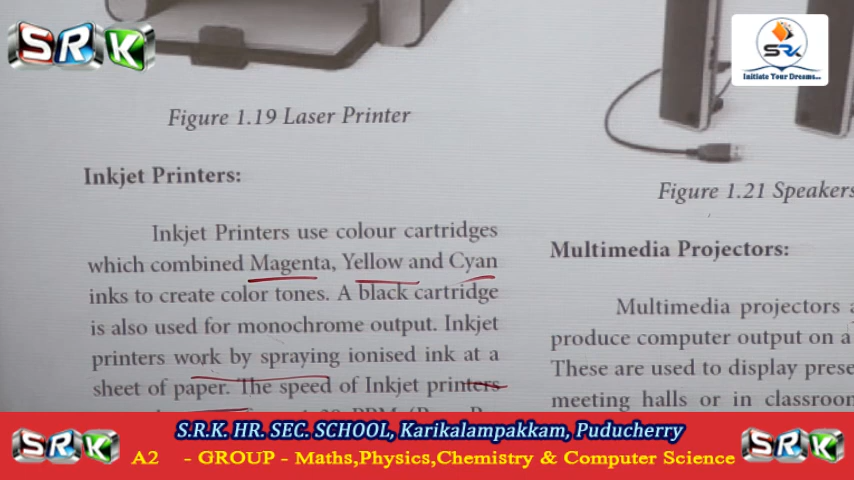 SRK
SRK
Initiate Your Dreams...
Figure 1.19 Laser Printer
Inkjet Printers:
Inkjet Printers use colour cartridges
which combined Magenta, Yellow and Cyan
inks to create color tones. A black cartridge
is also used for monochrome output. Inkjet
printers work by spraying ionised ink at a
sheet of paper. The speed of Inkjet printers
Figure 1.21 Speakers
Multimedia Projectors:
Multimedia projectors
produce computer output on a
These are used to display
meeting halls or in
SRK
S.R.K. HR. SEC. SCHOOL, Karikalampakkam, Puducherry
A2 - GROUP - Maths,Physics,Chemistry & Computer Science
SRK